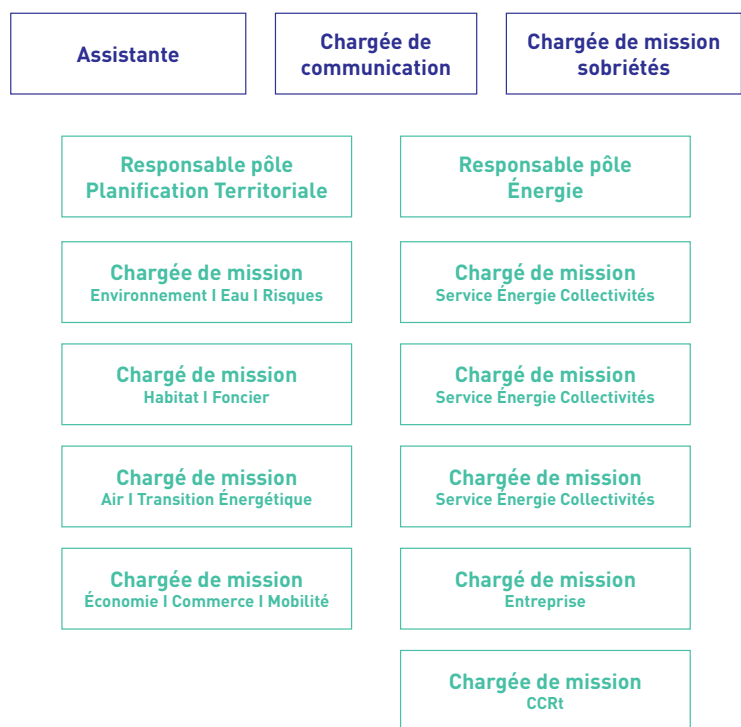 Assistante
Chargée de
communication
Chargée de mission
sobriétés
Responsable pôle
Planification Territoriale
Responsable pôle
Énergie
Chargée de mission
Environnement I Eau I Risques
Chargé de mission
Service Énergie Collectivités
Chargé de mission
Habitat I Foncier
Chargé de mission
Service Énergie Collectivités
Chargé de mission
Air I Transition Énergétique
Chargée de mission
Service Énergie Collectivités
Chargée de mission
Économie I Commerce I Mobilité
Chargé de mission
Entreprise
Chargée de mission
CCRt